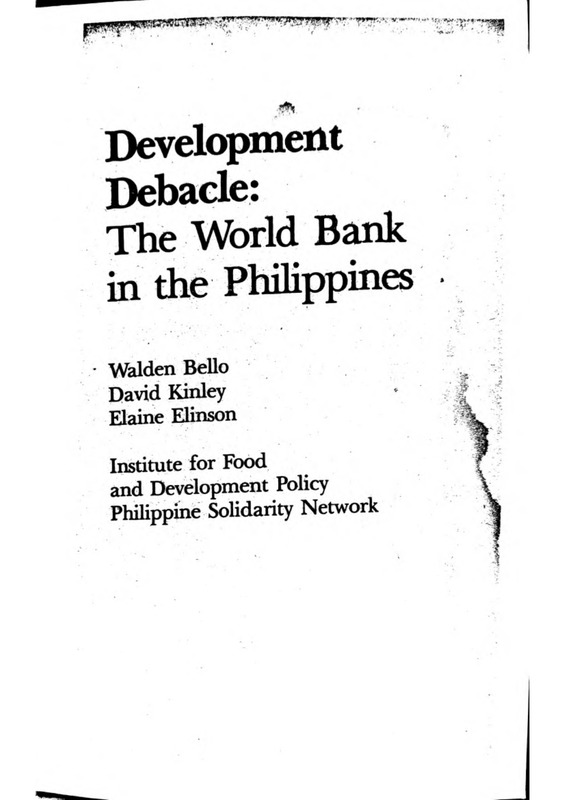 Development
Debacle:
The World Bank
in the Philippines
Walden Bello
David Kinley
Elaine Elinson
Institute for Food
and Development Policy
Philippine Solidarity Network